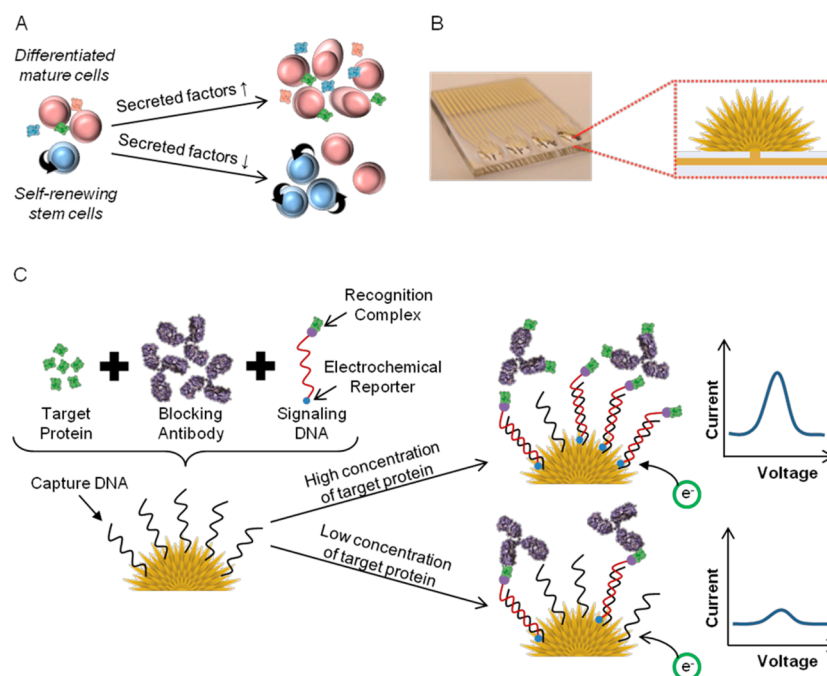 A
Differentiated
mature cells
Secreted factors ↑
Secreted factors ↓
Self-renewing
stem cells
B
C
Recognition
Complex
Electrochemical
Reporter
Target
Protein
Blocking
Antibody
Signaling
DNA
Capture DNA
High concentration
of target protein
Low concentration
of target protein
e⁻
Current
Voltage
e⁻
Current
Voltage